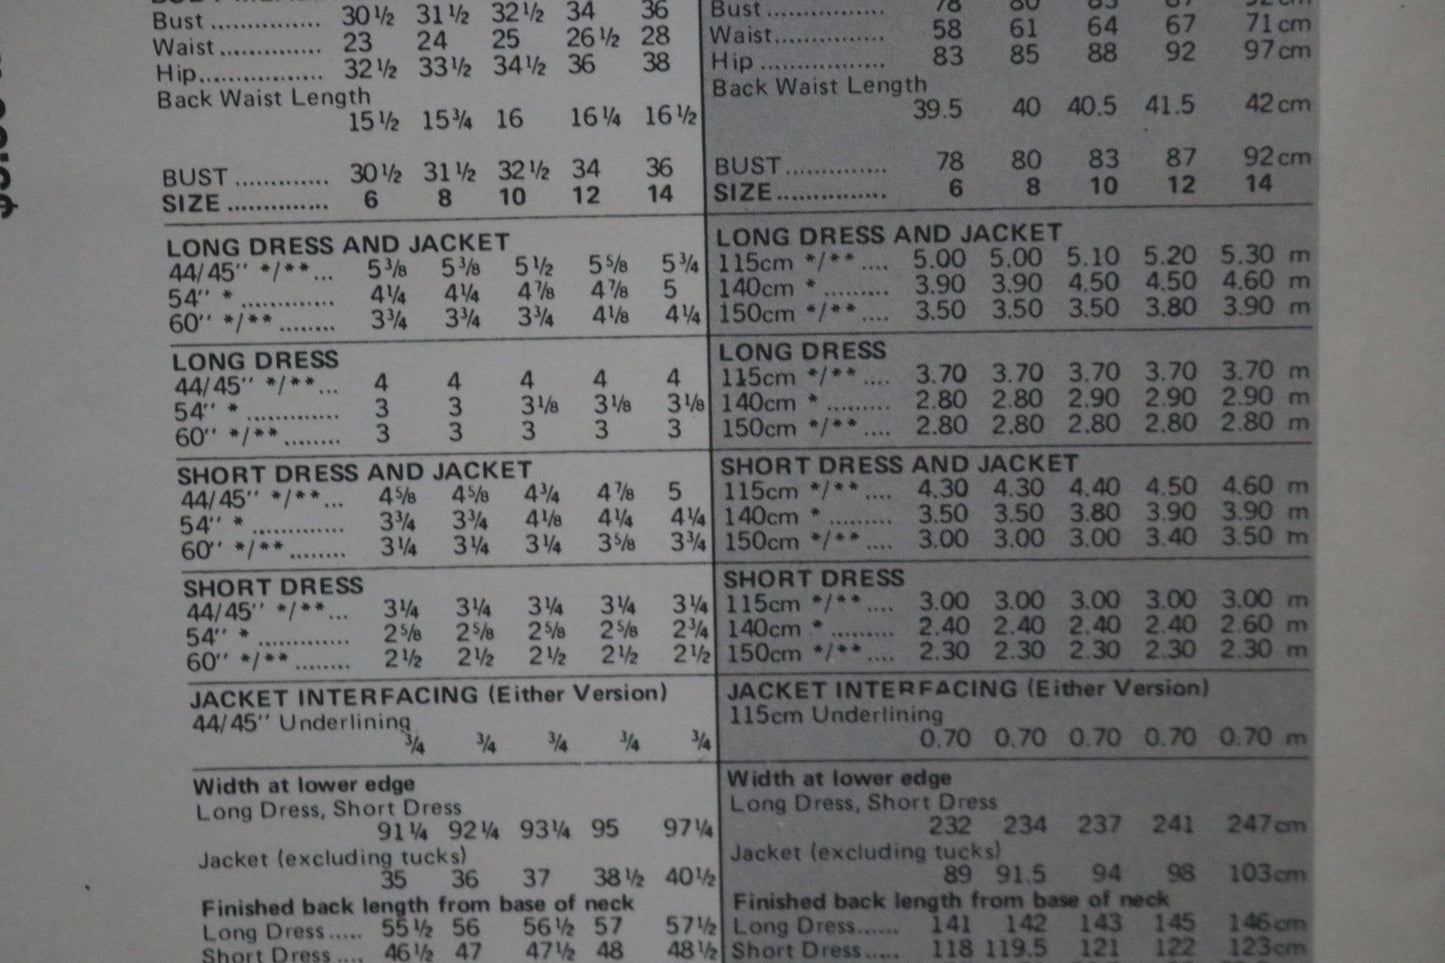 Bust ............... 30½ 31½ 32½ 34 36
Waist .............. 23 24 25 26½ 28
Hip................. 32½ 33½ 34½ 36 38
Back Waist Length
15½ 15¾ 16 16¼ 16½
BUST ............. 30½ 31½ 32½ 34 36
SIZE .............. 6 8 10 12 14
LONG DRESS AND JACKET
44/45'' */**... 5⅜ 5⅜ 5½ 5⅝ 5¾
54'' * ............. 4¼ 4¼ 4⅞ 4⅞ 5
60'' */** ........ 3¾ 3¾ 3¾ 4⅛ 4¼
LONG DRESS
44/45'' */**... 4 4 4 4 4
54'' * ............. 3 3 3⅛ 3⅛ 3⅛
60'' */** ........ 3 3 3 3 3
SHORT DRESS AND JACKET
44/45'' */** ... 4⅝ 4⅝ 4¾ 4⅞ 5
54'' * ............. 3¾ 3¾ 4⅛ 4¼ 4¼
60'' */** ........ 3¼ 3¼ 3¼ 3⅝ 3¾
SHORT DRESS
44/45'' */**... 3¼ 3¼ 3¼ 3¼ 3¼
54'' * ............. 2⅝ 2⅝ 2⅝ 2⅝ 2¾
60'' */** ........ 2½ 2½ 2½ 2½ 2½
JACKET INTERFACING (Either Version)
44/45'' Underlining
¾ ¾ ¾ ¾ ¾
Width at lower edge
Long Dress, Short Dress
91¼ 92¼ 93¼ 95 97¼
Jacket (excluding tucks)
35 36 37 38½ 40½
Finished back length from base of neck
Long Dress ..... 55½ 56 56½ 57 57½
Short Dress .... 46½ 47 47½ 48 48½
Bust ................. 78 80 83 87 92cm
Waist................ 58 61 64 67 71cm
Hip .................. 83 85 88 92 97cm
Back Waist Length
39.5 40 40.5 41.5 42cm
BUST .............. 78 80 83 87 92cm
SIZE ............... 6 8 10 12 14
LONG DRESS AND JACKET
115cm */** .... 5.00 5.00 5.10 5.20 5.30 m
140cm * ......... 3.90 3.90 4.50 4.50 4.60 m
150cm */** .... 3.50 3.50 3.50 3.80 3.90 m
LONG DRESS
115cm */** .... 3.70 3.70 3.70 3.70 3.70 m
140cm * ......... 2.80 2.80 2.90 2.90 2.90 m
150cm */** .... 2.80 2.80 2.80 2.80 2.80 m
SHORT DRESS AND JACKET
115cm */** .... 4.30 4.30 4.40 4.50 4.60 m
140cm * ......... 3.50 3.50 3.80 3.90 3.90 m
150cm */** .... 3.00 3.00 3.00 3.40 3.50 m
SHORT DRESS
115cm */** .... 3.00 3.00 3.00 3.00 3.00 m
140cm * ......... 2.40 2.40 2.40 2.40 2.60 m
150cm */** .... 2.30 2.30 2.30 2.30 2.30 m
JACKET INTERFACING (Either Version)
115cm Underlining
0.70 0.70 0.70 0.70 0.70 m
Width at lower edge
Long Dress, Short Dress
232 234 237 241 247cm
Jacket (excluding tucks)
89 91.5 94 98 103cm
Finished back length from base of neck
Long Dress...... 141 142 143 145 146cm
Short Dress..... 118 119.5 121 122 123cm